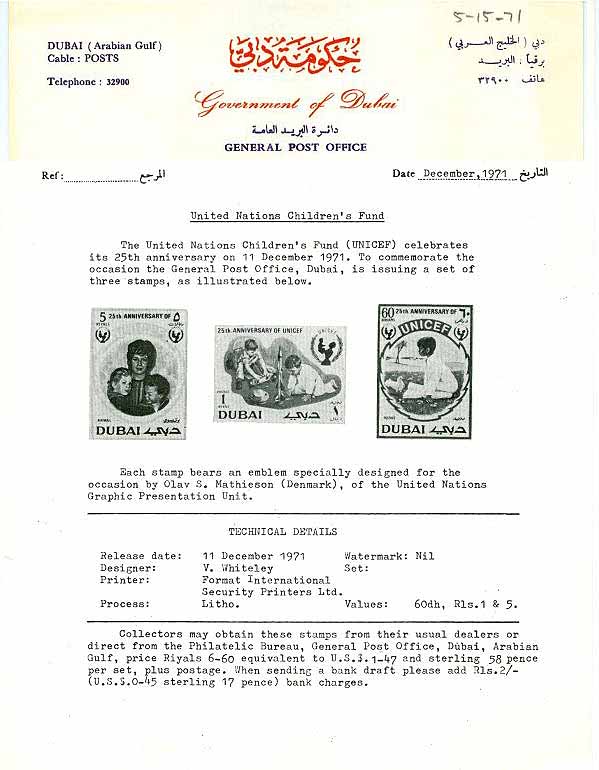 5-15-71
DUBAI (Arabian Gulf)
Cable : POSTS
Telephone : 32900
حكومة دبي
دبي (الخليج العربي)
برقياً: البريد
هاتف ٣٢٩٠٠
Government of Dubai
دائرة البريد العامة
GENERAL POST OFFICE
Ref: المرجع
Date December,1971 التاريخ
United Nations Children's Fund
The United Nations Children's Fund (UNICEF) celebrates
its 25th anniversary on 11 December 1971. To commemorate the
occasion the General Post Office, Dubai, is issuing a set of
three stamps, as illustrated below.
5 25th ANNIVERSARY OF ٥
DUBAI دبي
25th ANNIVERSARY OF UNICEF
1 ١
DUBAI دبي
60 25th ANNIVERSARY OF ٦٠
UNICEF
DUBAI دبي
Each stamp bears an emblem specially designed for the
occasion by Olav S. Mathieson (Denmark), of the United Nations
Graphic Presentation Unit.
TECHNICAL DETAILS
Release date: 11 December 1971 Watermark: Nil
Designer: V. Whiteley Set:
Printer: Format International
Security Printers Ltd.
Process: Litho. Values: 60dh, Rls.1 & 5.
Collectors may obtain these stamps from their usual dealers or
direct from the Philatelic Bureau, General Post Office, Dubai, Arabian
Gulf, price Riyals 6-60 equivalent to U.S.$.1-47 and sterling 58 pence
per set, plus postage. When sending a bank draft please add Rls.2/-
(U.S.$.0-45 sterling 17 pence) bank charges.